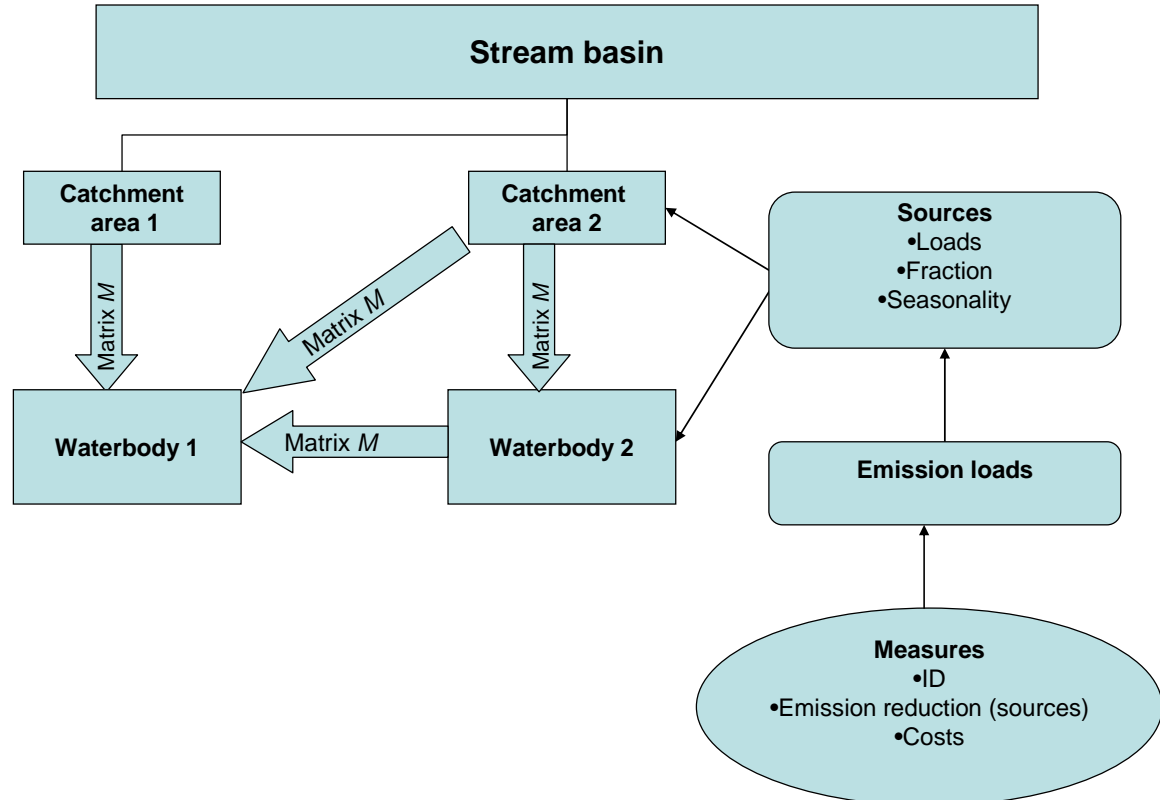 Stream basin
Catchment
area 1
Catchment
area 2
Sources
•Loads
•Fraction
•Seasonality
Matrix M
Matrix M
Matrix M
Waterbody 1
Matrix M
Waterbody 2
Emission loads
Measures
•ID
•Emission reduction (sources)
•Costs